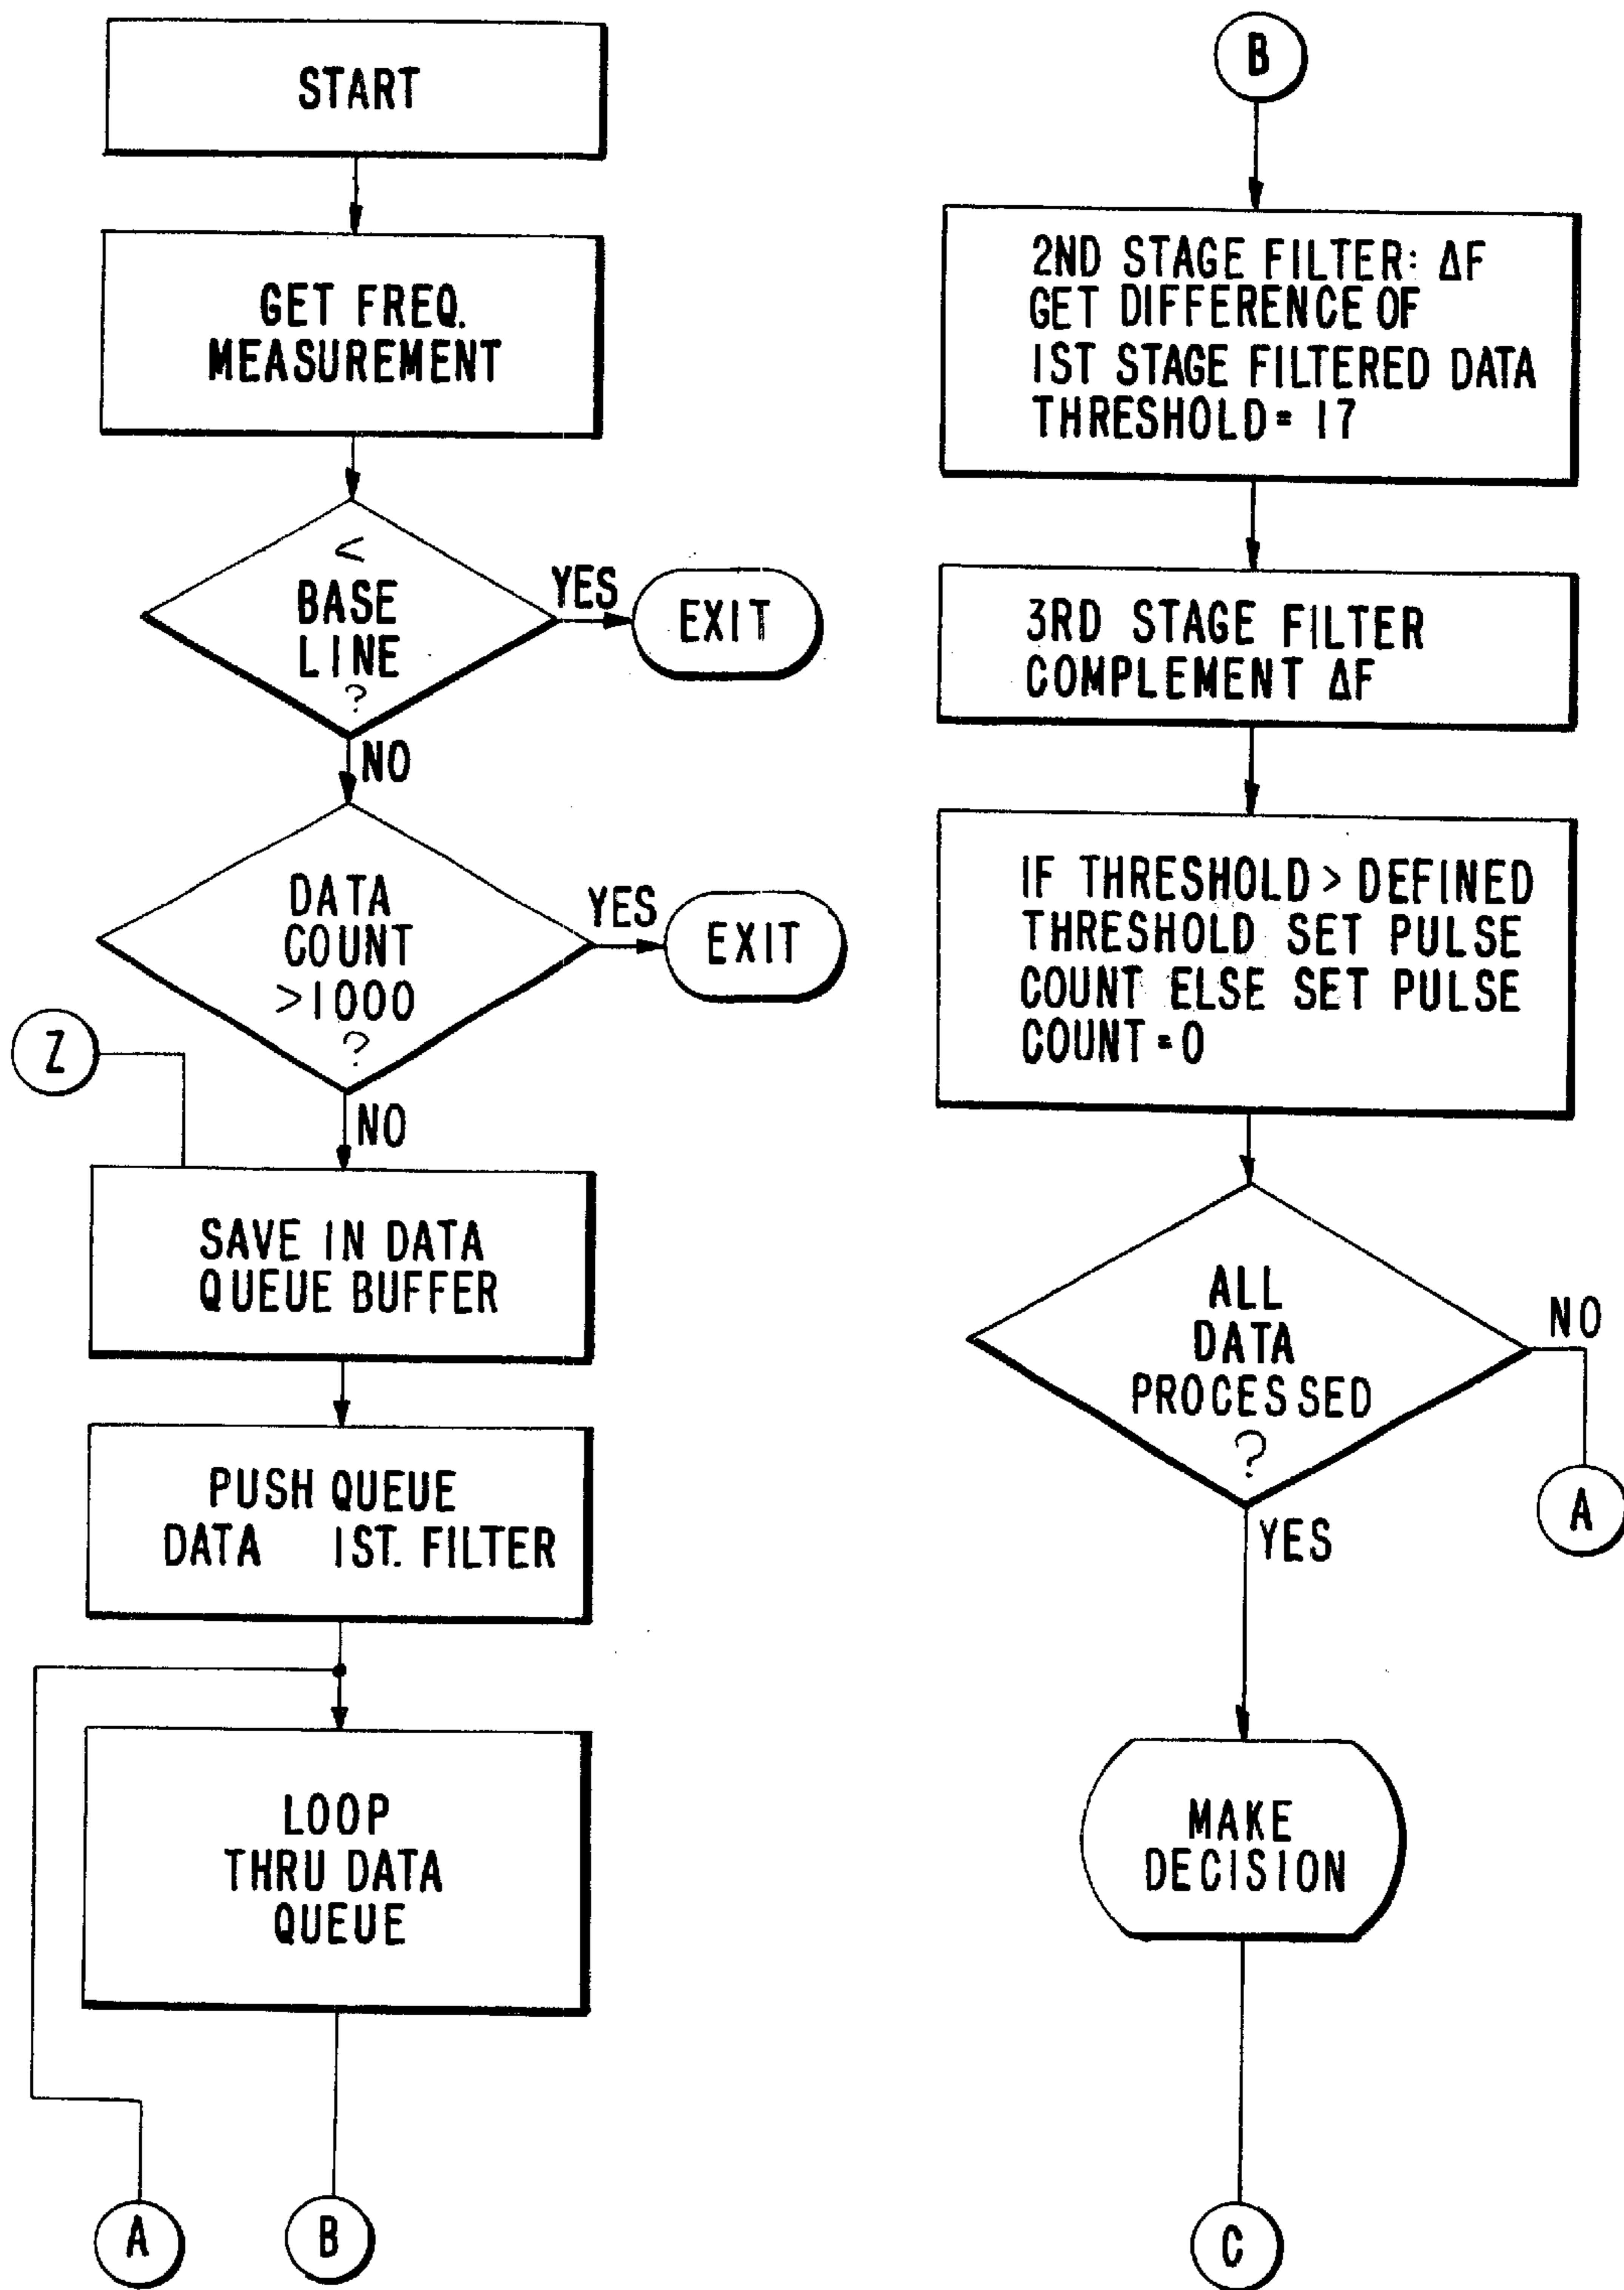 START
GET FREQ.
MEASUREMENT
<
BASE
LINE
?
YES
EXIT
NO
DATA
COUNT
>1000
?
YES
EXIT
Z
NO
SAVE IN DATA
QUEUE BUFFER
PUSH QUEUE
DATA 1ST. FILTER
LOOP
THRU DATA
QUEUE
A
B
B
2ND STAGE FILTER: ΔF
GET DIFFERENCE OF
1ST STAGE FILTERED DATA
THRESHOLD = 17
3RD STAGE FILTER
COMPLEMENT ΔF
IF THRESHOLD > DEFINED
THRESHOLD SET PULSE
COUNT ELSE SET PULSE
COUNT = 0
ALL
DATA
PROCESSED
?
NO
A
YES
MAKE
DECISION
C